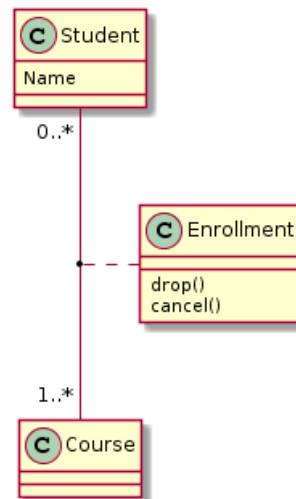 C Student
Name
0..*
C Enrollment
drop()
cancel()
1..*
C Course